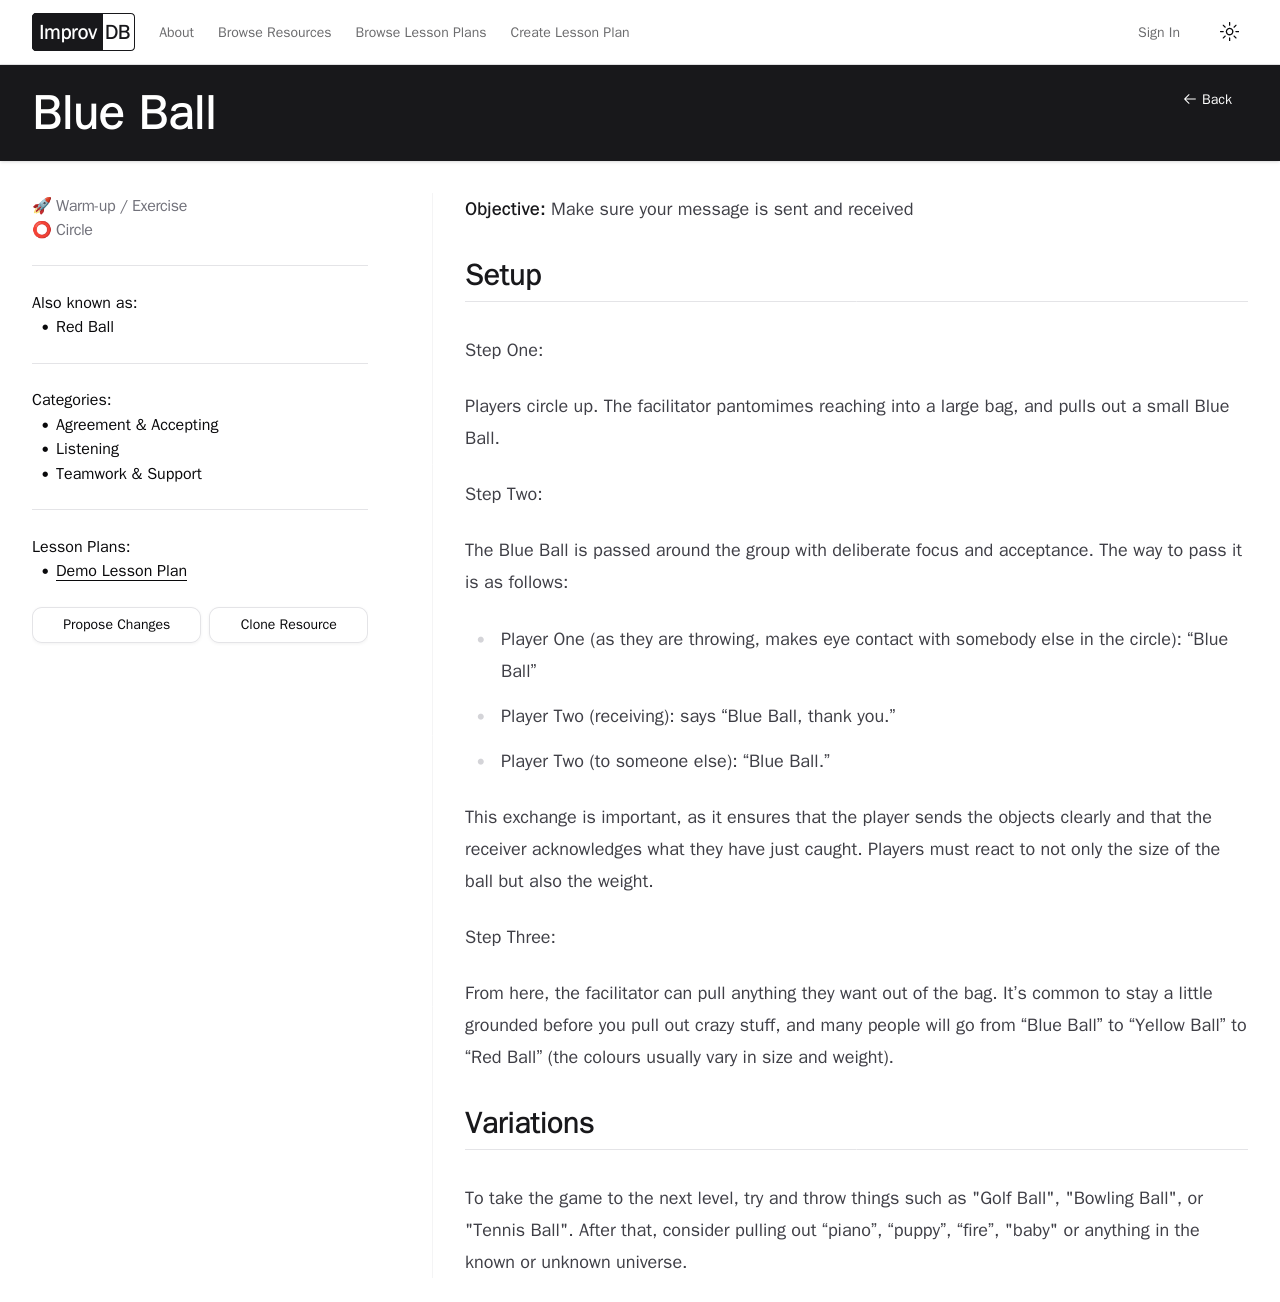 Improv DB About Browse Resources Browse Lesson Plans Create Lesson Plan Sign In
Blue Ball
← Back
🚀 Warm-up / Exercise
⭕ Circle
Also known as:
• Red Ball
Categories:
• Agreement & Accepting
• Listening
• Teamwork & Support
Lesson Plans:
• Demo Lesson Plan
Propose Changes Clone Resource
Objective: Make sure your message is sent and received
Setup
Step One:
Players circle up. The facilitator pantomimes reaching into a large bag, and pulls out a small Blue
Ball.
Step Two:
The Blue Ball is passed around the group with deliberate focus and acceptance. The way to pass it
is as follows:
• Player One (as they are throwing, makes eye contact with somebody else in the circle): “Blue
Ball”
• Player Two (receiving): says “Blue Ball, thank you.”
• Player Two (to someone else): “Blue Ball.”
This exchange is important, as it ensures that the player sends the objects clearly and that the
receiver acknowledges what they have just caught. Players must react to not only the size of the
ball but also the weight.
Step Three:
From here, the facilitator can pull anything they want out of the bag. It’s common to stay a little
grounded before you pull out crazy stuff, and many people will go from “Blue Ball” to “Yellow Ball” to
“Red Ball” (the colours usually vary in size and weight).
Variations
To take the game to the next level, try and throw things such as "Golf Ball", "Bowling Ball", or
"Tennis Ball". After that, consider pulling out “piano”, “puppy”, “fire”, "baby" or anything in the
known or unknown universe.